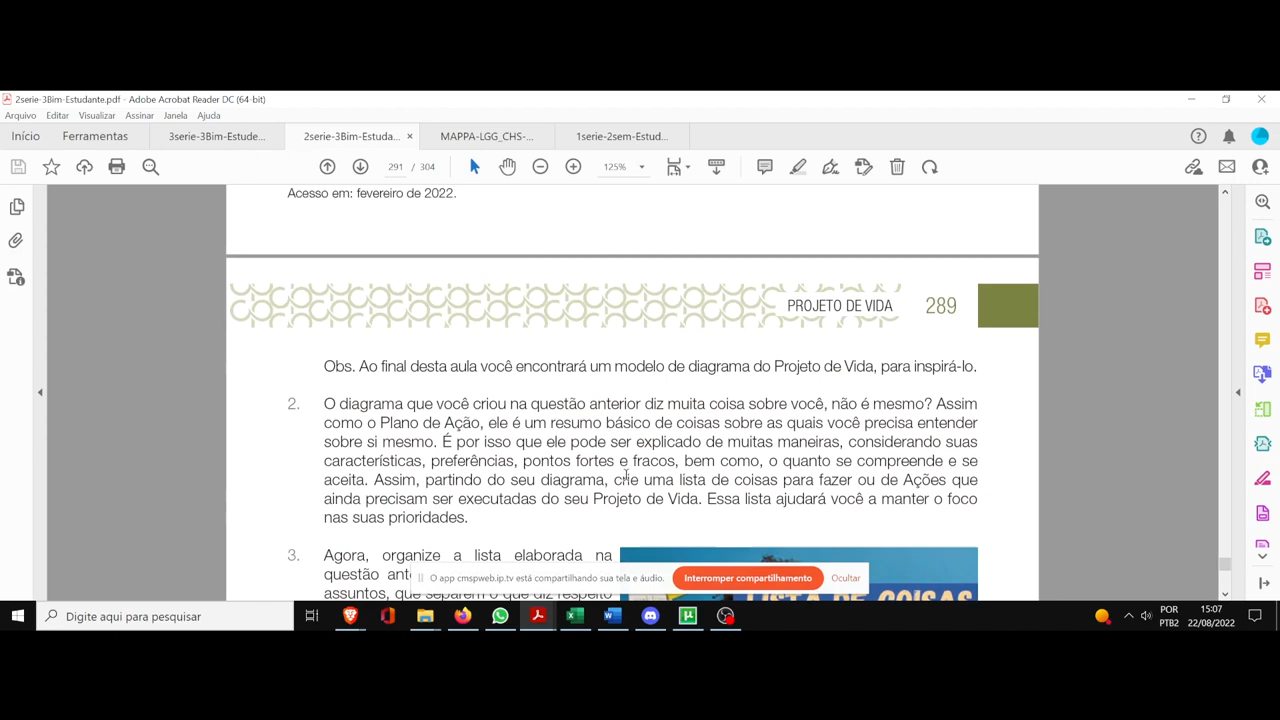 2serie-3Bim-Estudante.pdf - Adobe Acrobat Reader DC (64-bit)
Arquivo Editar Visualizar Assinar Janela Ajuda
Início Ferramentas 3serie-3Bim-Estude... 2serie-3Bim-Estuda... × MAPPA-LGG_CHS-... 1serie-2sem-Estud...
291 / 304 125%
Acesso em: fevereiro de 2022.
PROJETO DE VIDA 289
Obs. Ao final desta aula você encontrará um modelo de diagrama do Projeto de Vida, para inspirá-lo.
2. O diagrama que você criou na questão anterior diz muita coisa sobre você, não é mesmo? Assim
como o Plano de Ação, ele é um resumo básico de coisas sobre as quais você precisa entender
sobre si mesmo. É por isso que ele pode ser explicado de muitas maneiras, considerando suas
características, preferências, pontos fortes e fracos, bem como, o quanto se compreende e se
aceita. Assim, partindo do seu diagrama, crie uma lista de coisas para fazer ou de Ações que
ainda precisam ser executadas do seu Projeto de Vida. Essa lista ajudará você a manter o foco
nas suas prioridades.
3. Agora, organize a lista elaborada na
questão
assuntos, que separem o que diz respeito
LISTA DE COISAS
O app cmspweb.ip.tv está compartilhando sua tela e áudio. Interromper compartilhamento Ocultar
Digite aqui para pesquisar
POR 15:07
PTB2 22/08/2022